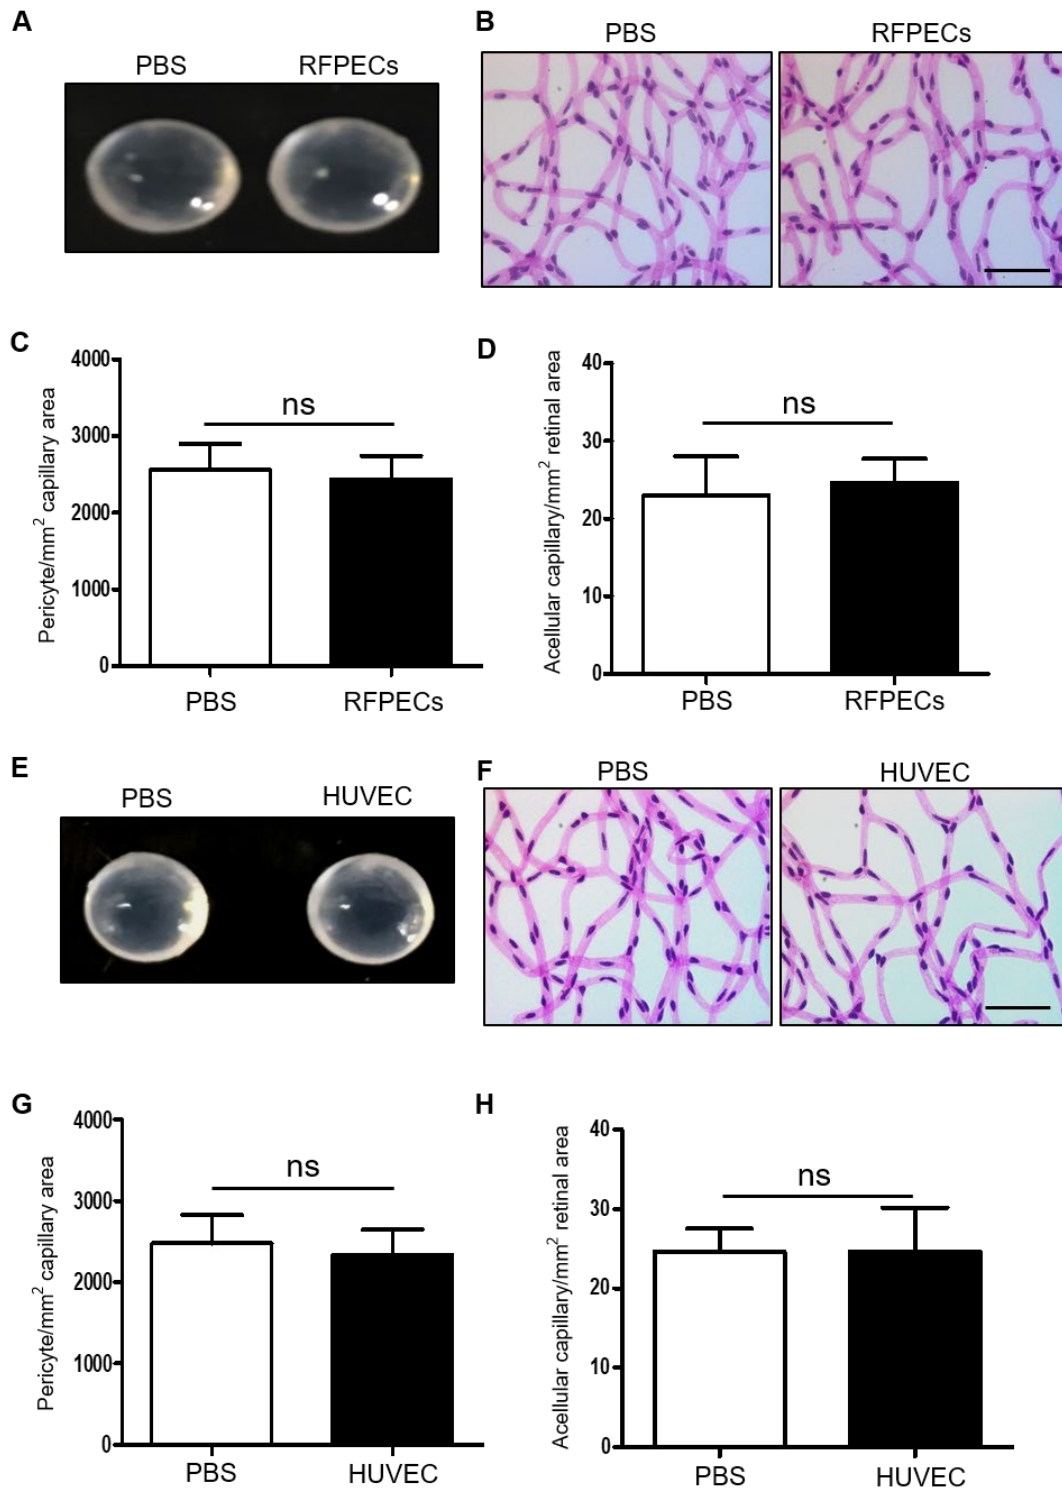 A
PBS RFPECs
B
PBS RFPECs
C
Pericyte/mm² capillary area
4000
3000
2000
1000
0
ns
PBS RFPECs
D
Acellular capillary/mm² retinal area
40
30
20
10
0
ns
PBS RFPECs
E
PBS HUVEC
F
PBS HUVEC
G
Pericyte/mm² capillary area
4000
3000
2000
1000
0
ns
PBS HUVEC
H
Acellular capillary/mm² retinal area
40
30
20
10
0
ns
PBS HUVEC